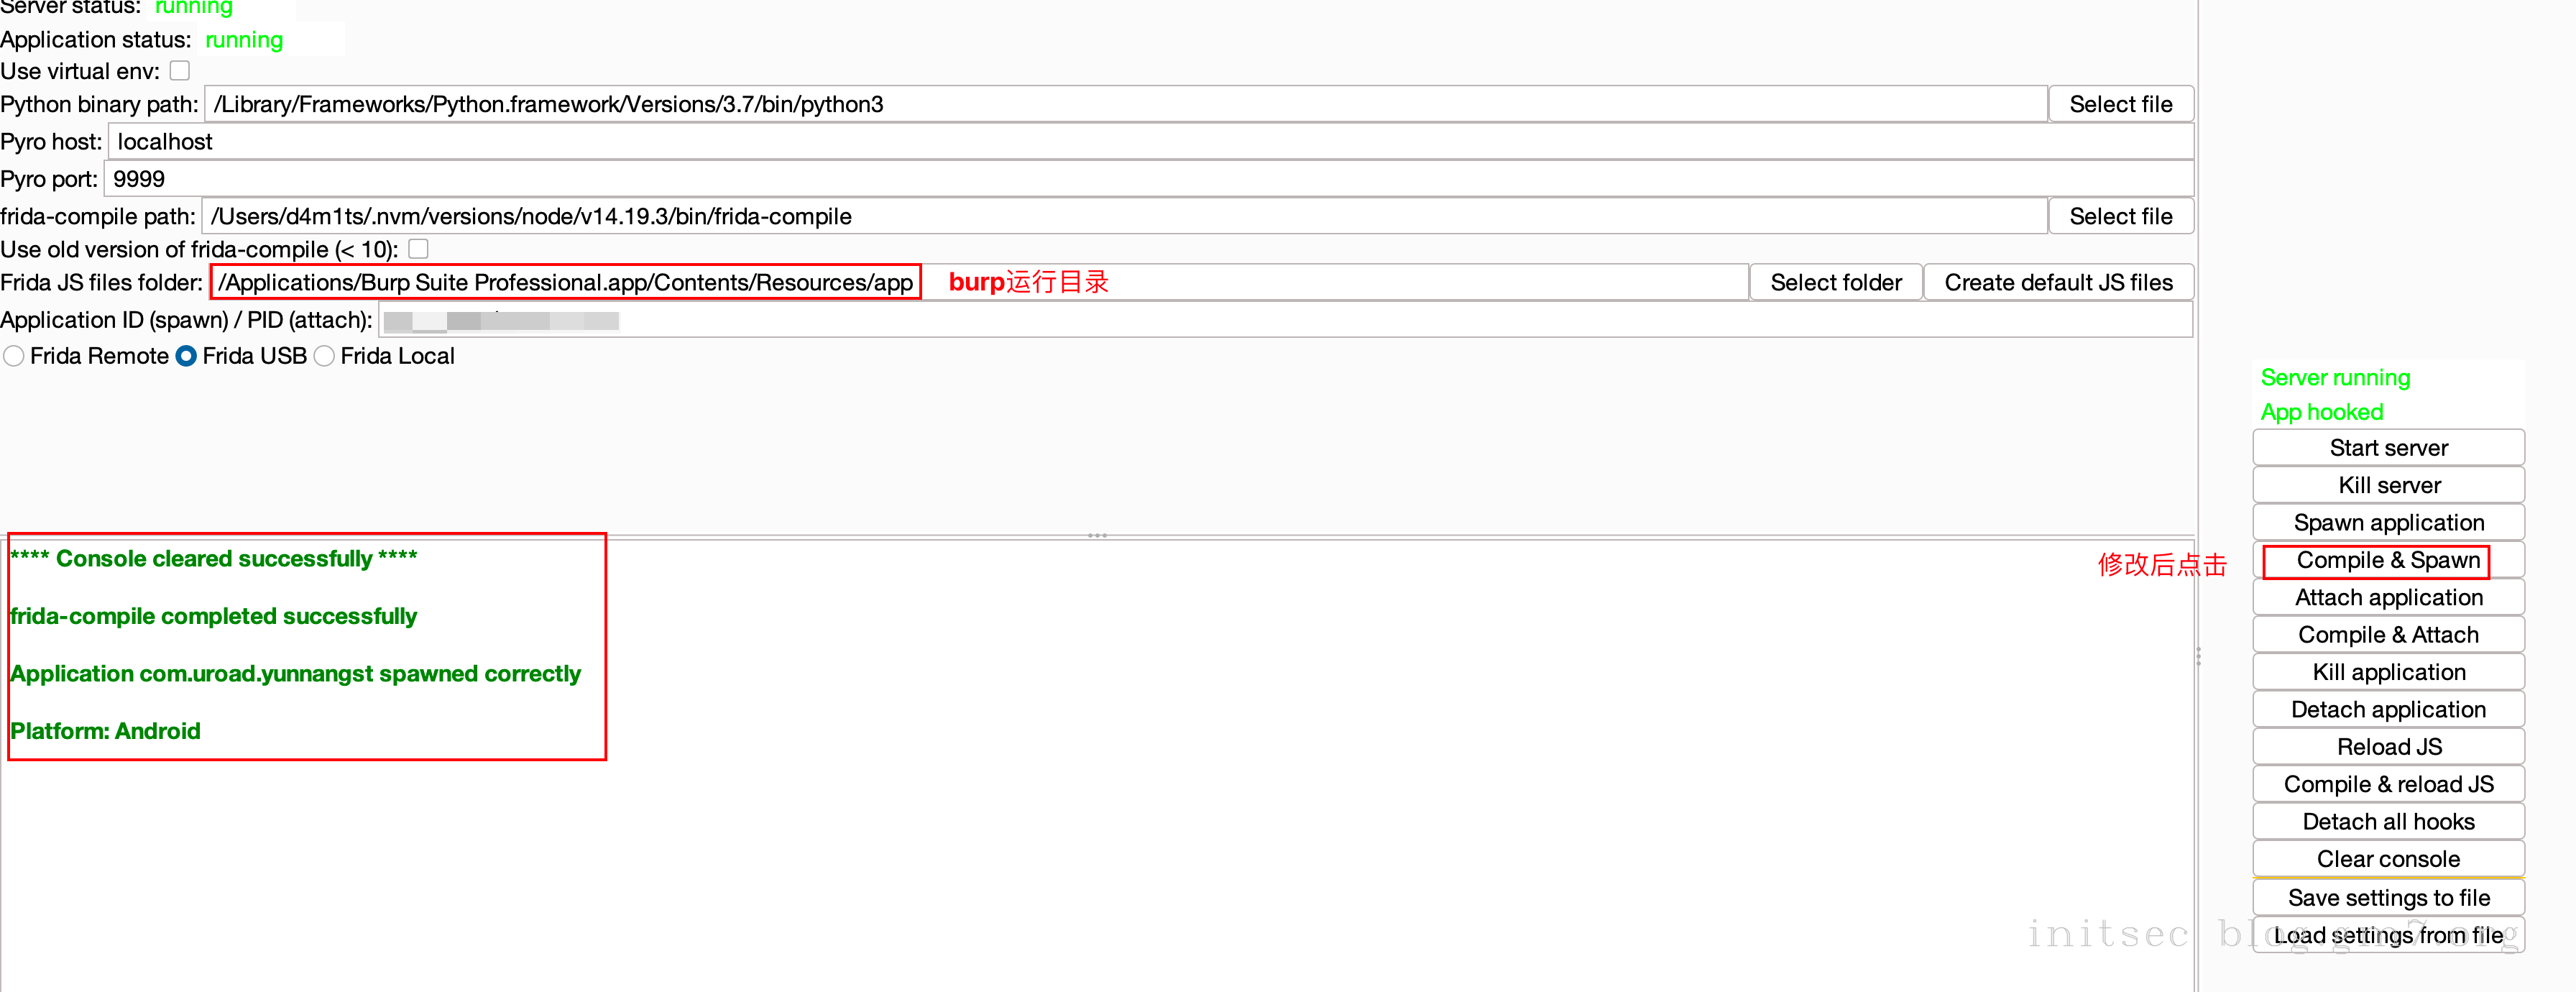 Server status: running
Application status: running
Use virtual env:
Python binary path: /Library/Frameworks/Python.framework/Versions/3.7/bin/python3 Select file
Pyro host: localhost
Pyro port: 9999
frida-compile path: /Users/d4m1ts/.nvm/versions/node/v14.19.3/bin/frida-compile Select file
Use old version of frida-compile (< 10):
Frida JS files folder: /Applications/Burp Suite Professional.app/Contents/Resources/app burp运行目录 Select folder Create default JS files
Application ID (spawn) / PID (attach):
Frida Remote Frida USB Frida Local
**** Console cleared successfully ****
frida-compile completed successfully
Application com.uroad.yunnangst spawned correctly
Platform: Android
Server running
App hooked
Start server
Kill server
Spawn application
修改后点击 Compile & Spawn
Attach application
Compile & Attach
Kill application
Detach application
Reload JS
Compile & reload JS
Detach all hooks
Clear console
Save settings to file
Load settings from file
initsec blog.gm7.org